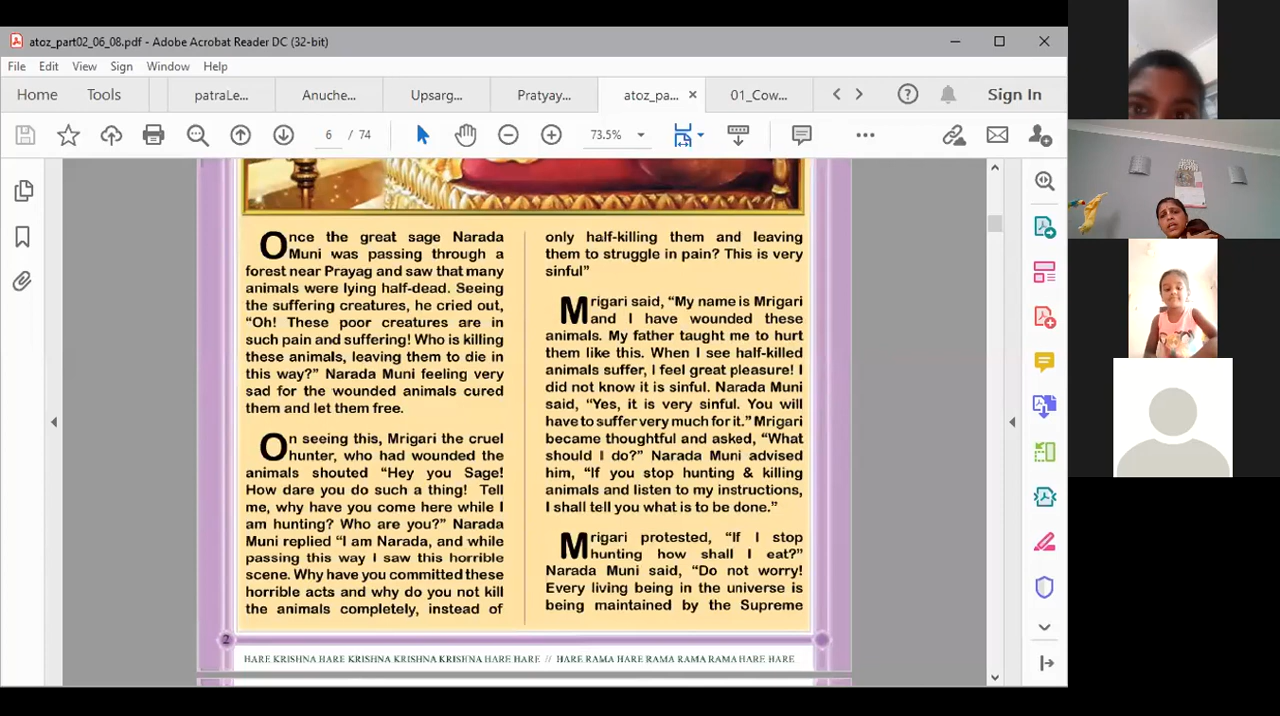 atoz_part02_06_08.pdf - Adobe Acrobat Reader DC (32-bit)
File Edit View Sign Window Help
Home Tools patraLe... Anuche... Upsarg... Pratyay... atoz_pa... 01_Cow... Sign In
6 / 74 73.5%
Once the great sage Narada
Muni was passing through a
forest near Prayag and saw that many
animals were lying half-dead. Seeing
the suffering creatures, he cried out,
“Oh! These poor creatures are in
such pain and suffering! Who is killing
these animals, leaving them to die in
this way?” Narada Muni feeling very
sad for the wounded animals cured
them and let them free.
On seeing this, Mrigari the cruel
hunter, who had wounded the
animals shouted “Hey you Sage!
How dare you do such a thing! Tell
me, why have you come here while I
am hunting? Who are you?” Narada
Muni replied “I am Narada, and while
passing this way I saw this horrible
scene. Why have you committed these
horrible acts and why do you not kill
the animals completely, instead of
only half-killing them and leaving
them to struggle in pain? This is very
sinful”
Mrigari said, “My name is Mrigari
and I have wounded these
animals. My father taught me to hurt
them like this. When I see half-killed
animals suffer, I feel great pleasure! I
did not know it is sinful. Narada Muni
said, “Yes, it is very sinful. You will
have to suffer very much for it.” Mrigari
became thoughtful and asked, “What
should I do?” Narada Muni advised
him, “If you stop hunting & killing
animals and listen to my instructions,
I shall tell you what is to be done.”
Mrigari protested, “If I stop
hunting how shall I eat?”
Narada Muni said, “Do not worry!
Every living being in the universe is
being maintained by the Supreme
2
HARE KRISHNA HARE KRISHNA KRISHNA KRISHNA HARE HARE // HARE RAMA HARE RAMA RAMA RAMA HARE HARE